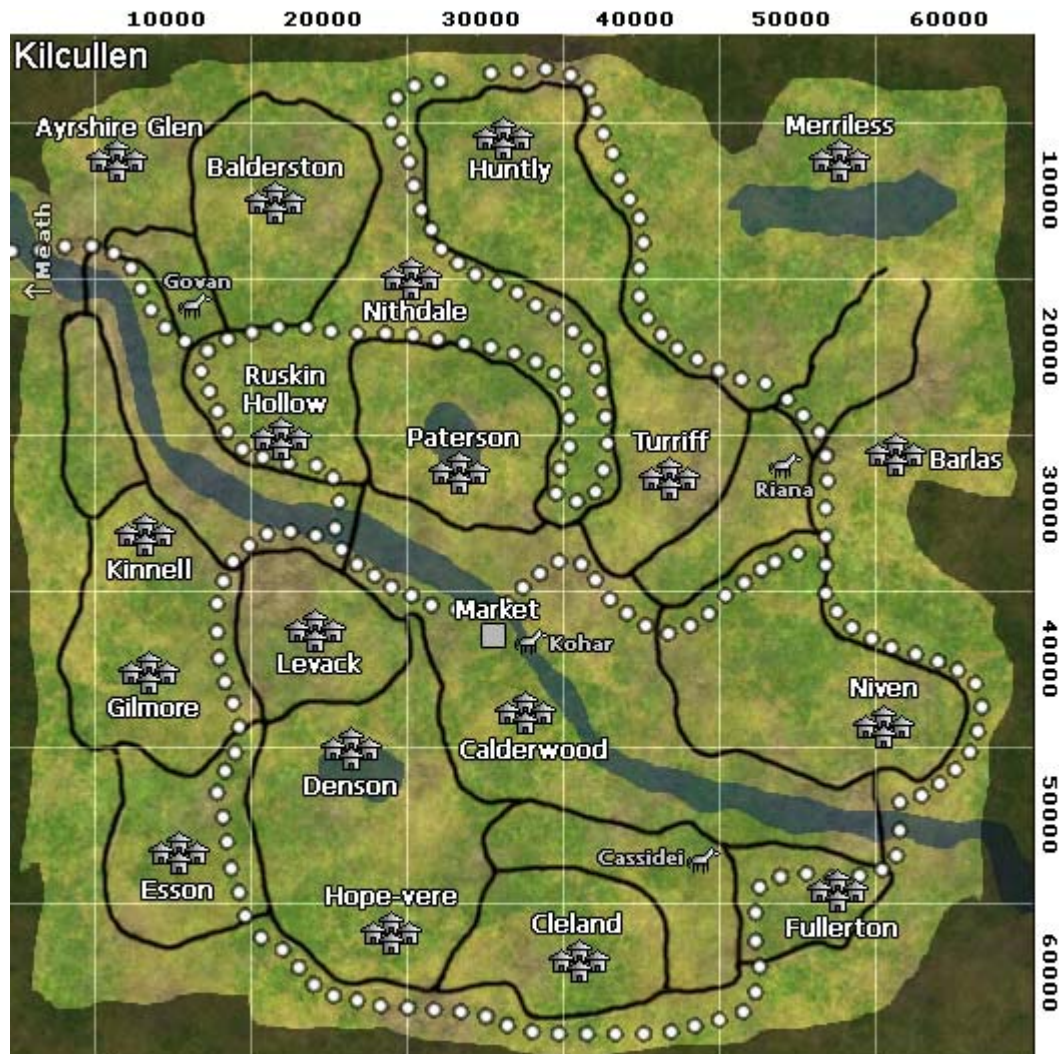 10000 20000 30000 40000 50000 60000
Kilcullen
Ayrshire Glen
Merriless
Balderston
Huntly
10000
←Meath
Govan
Nithdale
20000
Ruskin
Hollow
Paterson
Turriff
Barlas
Riana
30000
Kinnell
Market
Kohar
Levack
40000
Niven
Gilmore
Calderwood
Denson
500000
Cassidei
Esson
Hope-vere
Cleland
Fullerton
60000